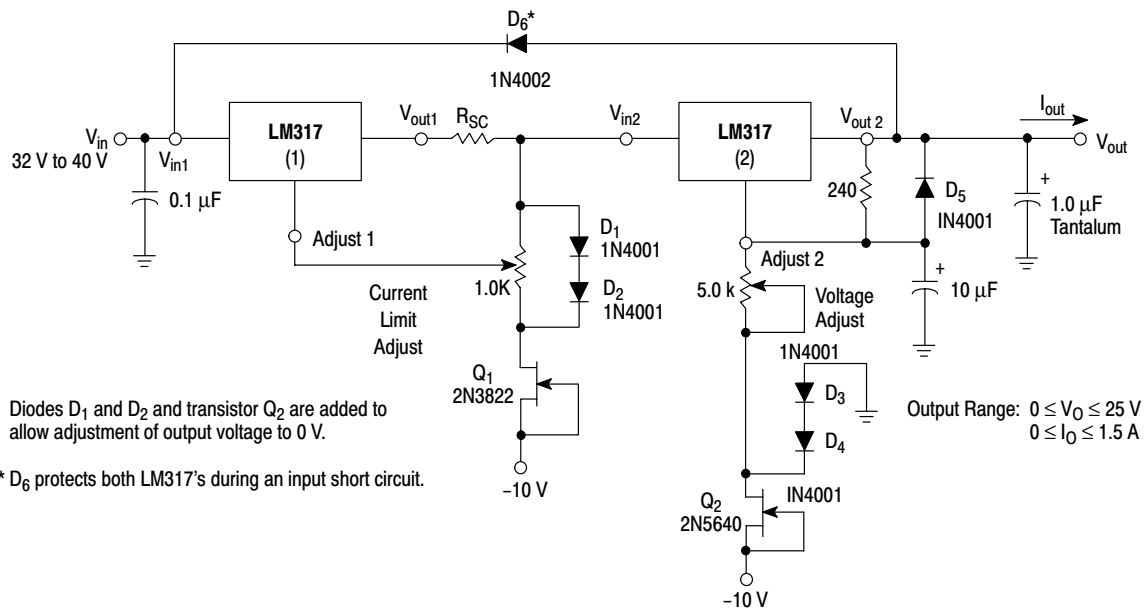 D6*
1N4002
Vin
32 V to 40 V
Vin1
0.1 μF
LM317
(1)
Vout1
RSC
Vin2
LM317
(2)
Vout 2
Iout
Vout
240
D5
IN4001
+
1.0 μF
Tantalum
Adjust 1
D1
1N4001
1.0K
D2
1N4001
Current
Limit
Adjust
Adjust 2
5.0 k
Voltage
Adjust
+
10 μF
Q1
2N3822
–10 V
1N4001
D3
D4
IN4001
Q2
2N5640
–10 V
Output Range: 0 ≤ VO ≤ 25 V
0 ≤ IO ≤ 1.5 A
Diodes D1 and D2 and transistor Q2 are added to
allow adjustment of output voltage to 0 V.
* D6 protects both LM317's during an input short circuit.